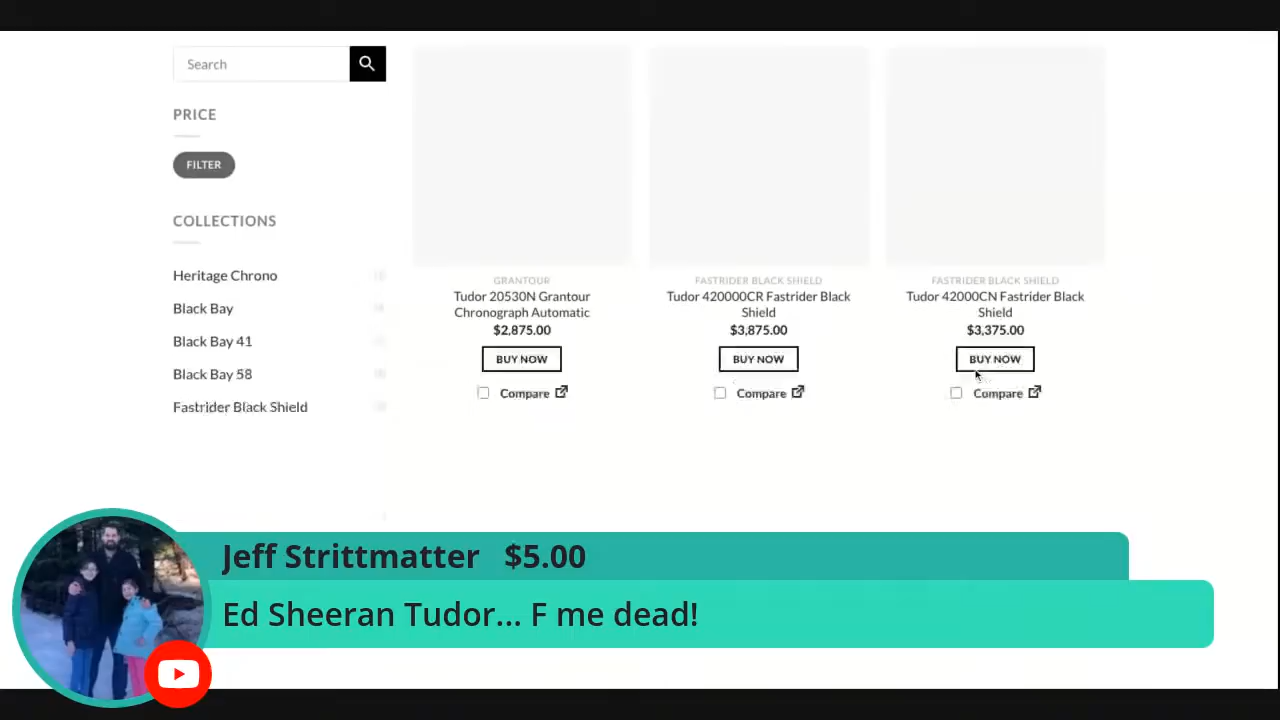 Search
PRICE
FILTER
COLLECTIONS
Heritage Chrono
Black Bay
Black Bay 41
Black Bay 58
Fastrider Black Shield
GRANTOUR
Tudor 20530N Grantour
Chronograph Automatic
$2,875.00
BUY NOW
Compare
FASTRIDER BLACK SHIELD
Tudor 420000CR Fastrider Black
Shield
$3,875.00
BUY NOW
Compare
FASTRIDER BLACK SHIELD
Tudor 42000CN Fastrider Black
Shield
$3,375.00
BUY NOW
Compare
Jeff Strittmatter $5.00
Ed Sheeran Tudor... F me dead!